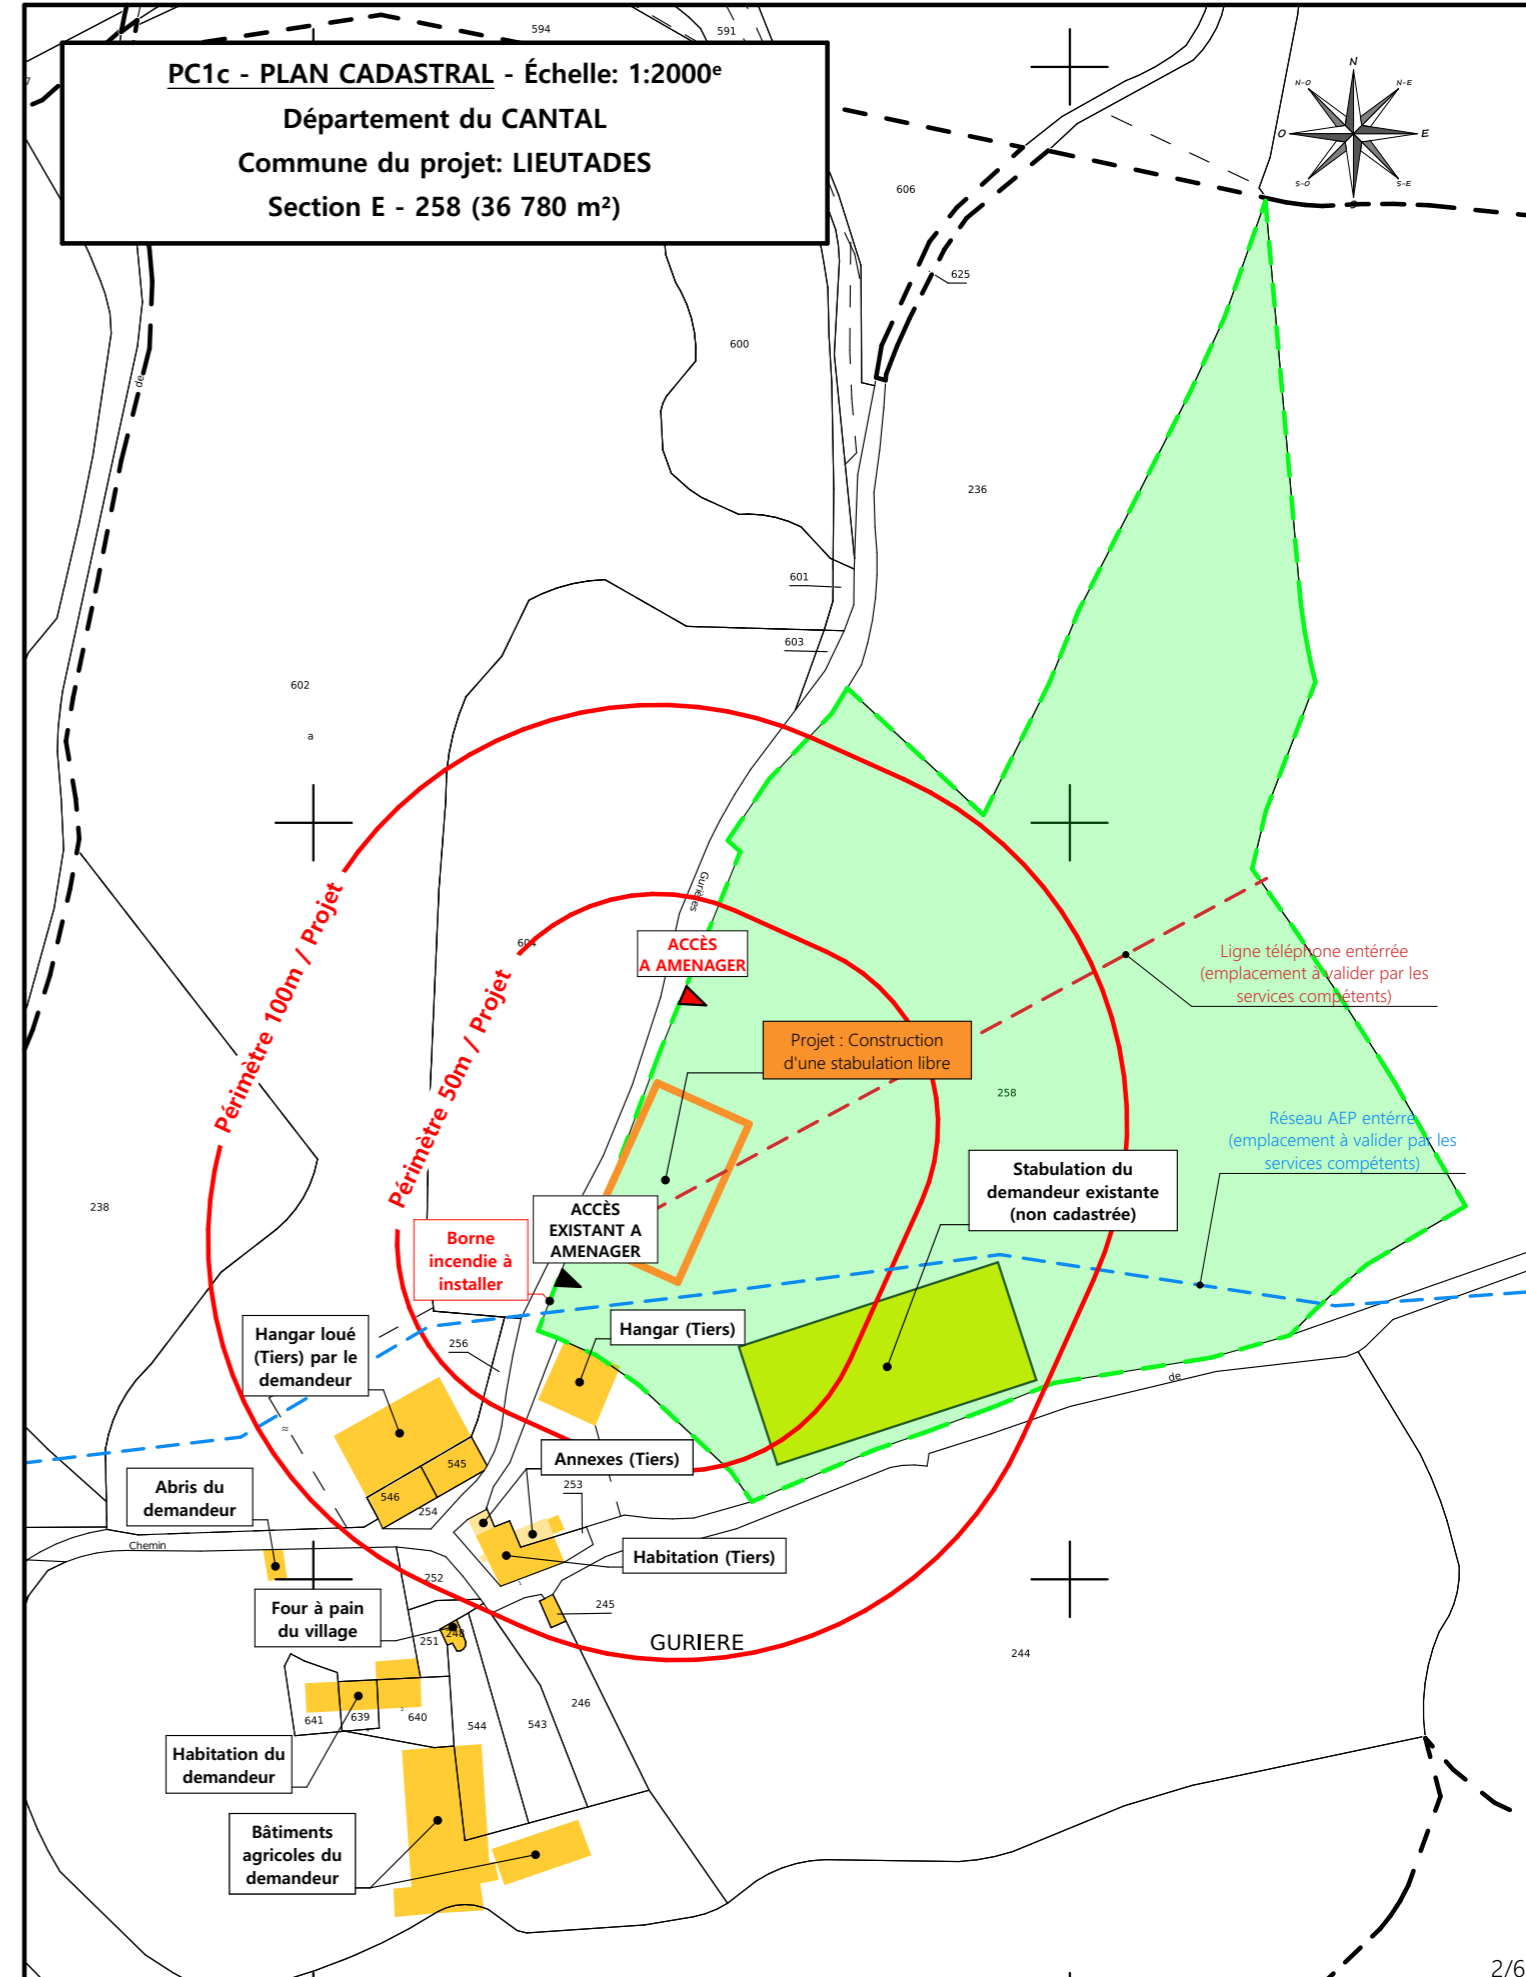 PC1c - PLAN CADASTRAL - Échelle: 1:2000ᵉ
Département du CANTAL
Commune du projet: LIEUTADES
Section E - 258 (36 780 m²)
594
591
N
N-E
E
S-E
S-O
O
N-O
606
625
600
de
236
601
603
602
a
Gurières
604
Périmètre 100m / Projet
Périmètre 50m / Projet
ACCÈS
A AMENAGER
Ligne téléphone entérrée
(emplacement à valider par les
services compétents)
Projet : Construction
d'une stabulation libre
258
Réseau AEP entérré
(emplacement à valider par les
services compétents)
Stabulation du
demandeur existante
(non cadastrée)
238
ACCÈS
EXISTANT A
AMENAGER
Borne
incendie à
installer
Hangar loué
(Tiers) par le
demandeur
256
Hangar (Tiers)
de
545
546
254
Annexes (Tiers)
253
Abris du
demandeur
Chemin
Habitation (Tiers)
252
Four à pain
du village
245
251
248
GURIERE
244
246
641
639
640
544
543
Habitation du
demandeur
Bâtiments
agricoles du
demandeur
2/6